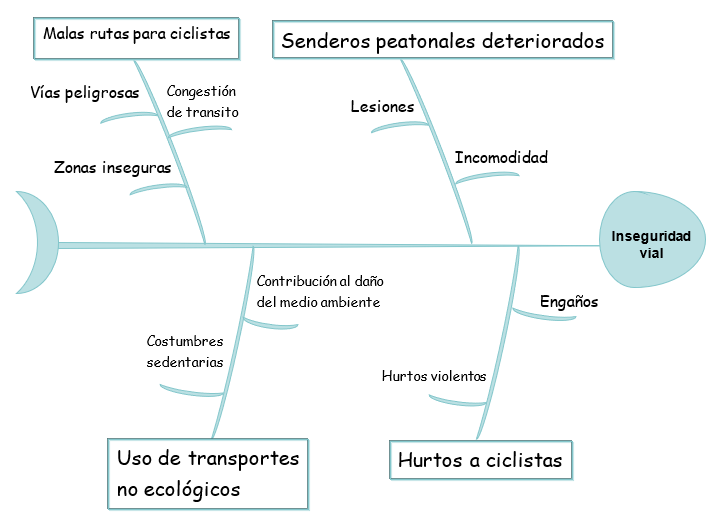 Malas rutas para ciclistas
Senderos peatonales deteriorados
Vías peligrosas
Congestión
de transito
Zonas inseguras
Lesiones
Incomodidad
Inseguridad
vial
Contribución al daño
del medio ambiente
Costumbres
sedentarias
Engaños
Hurtos violentos
Uso de transportes
no ecológicos
Hurtos a ciclistas